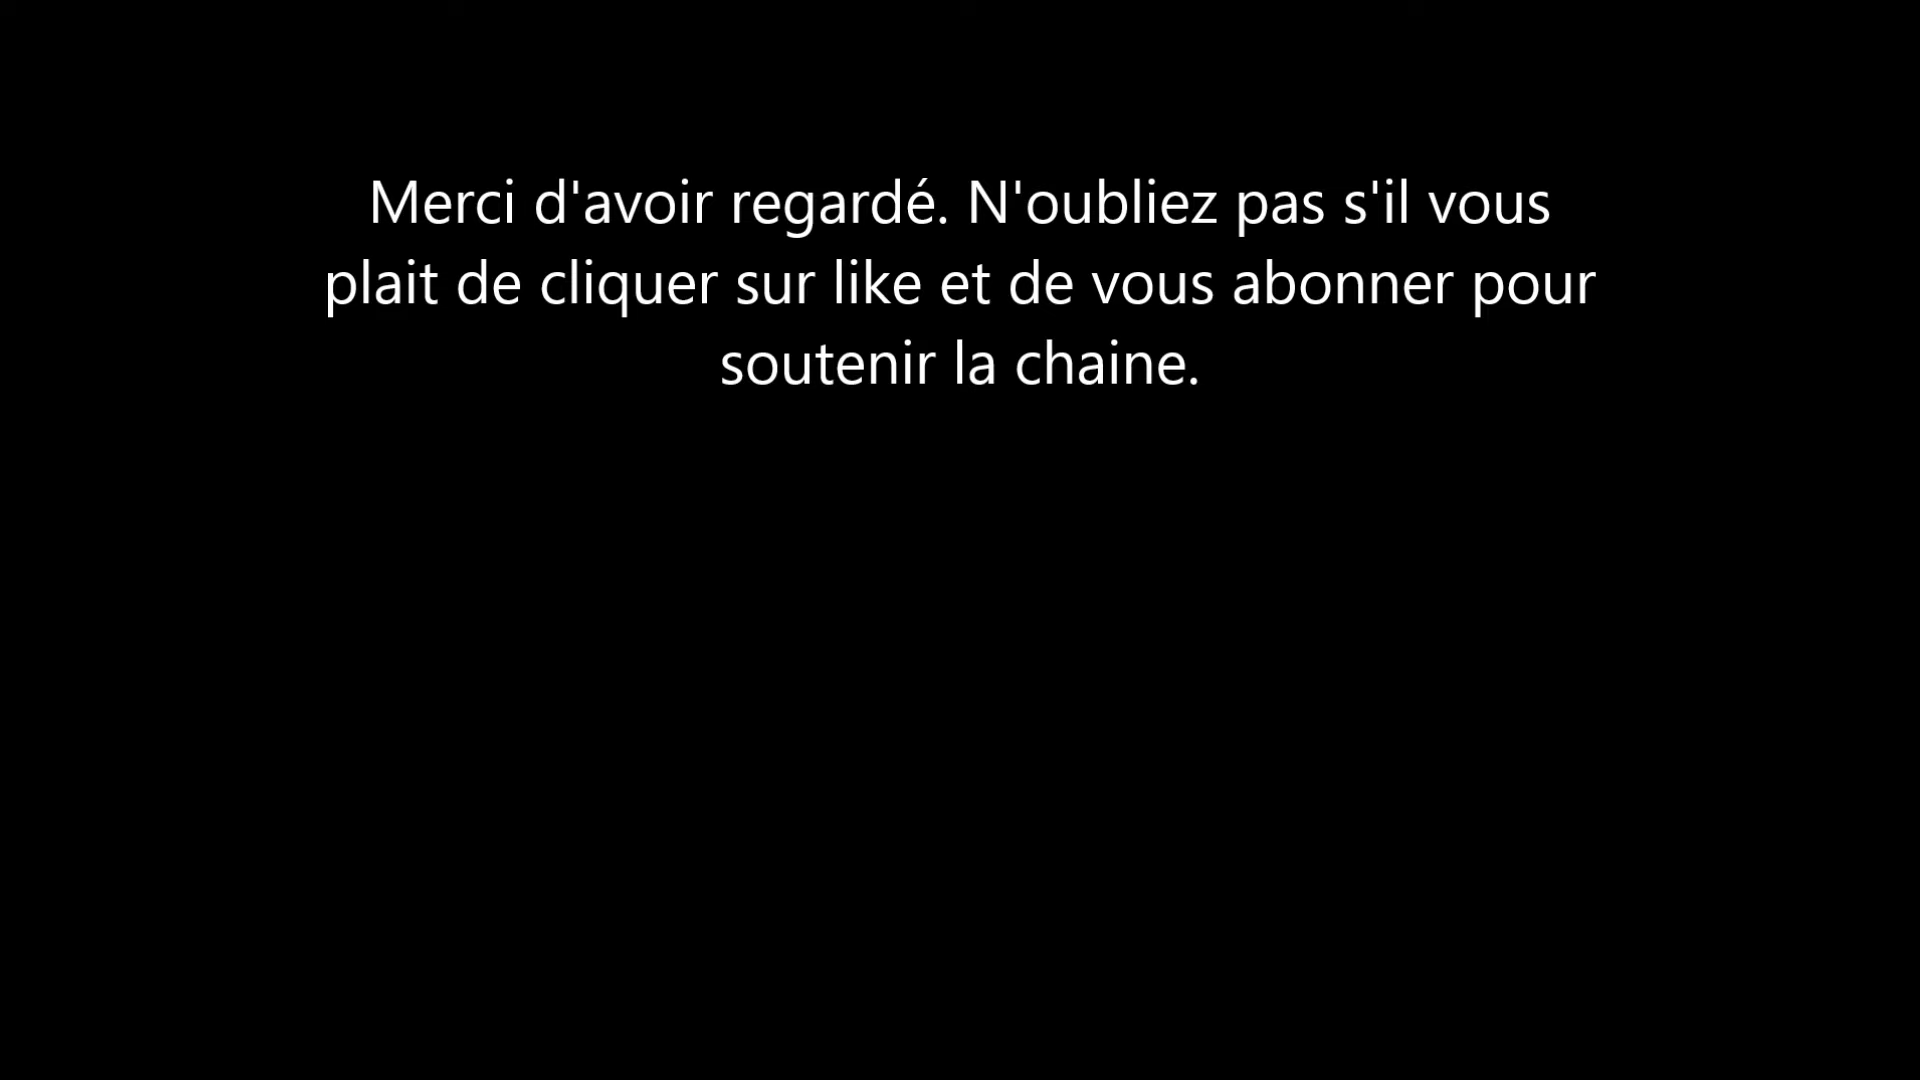 Merci d'avoir regardé. N'oubliez pas s'il vous
plait de cliquer sur like et de vous abonner pour
soutenir la chaine.